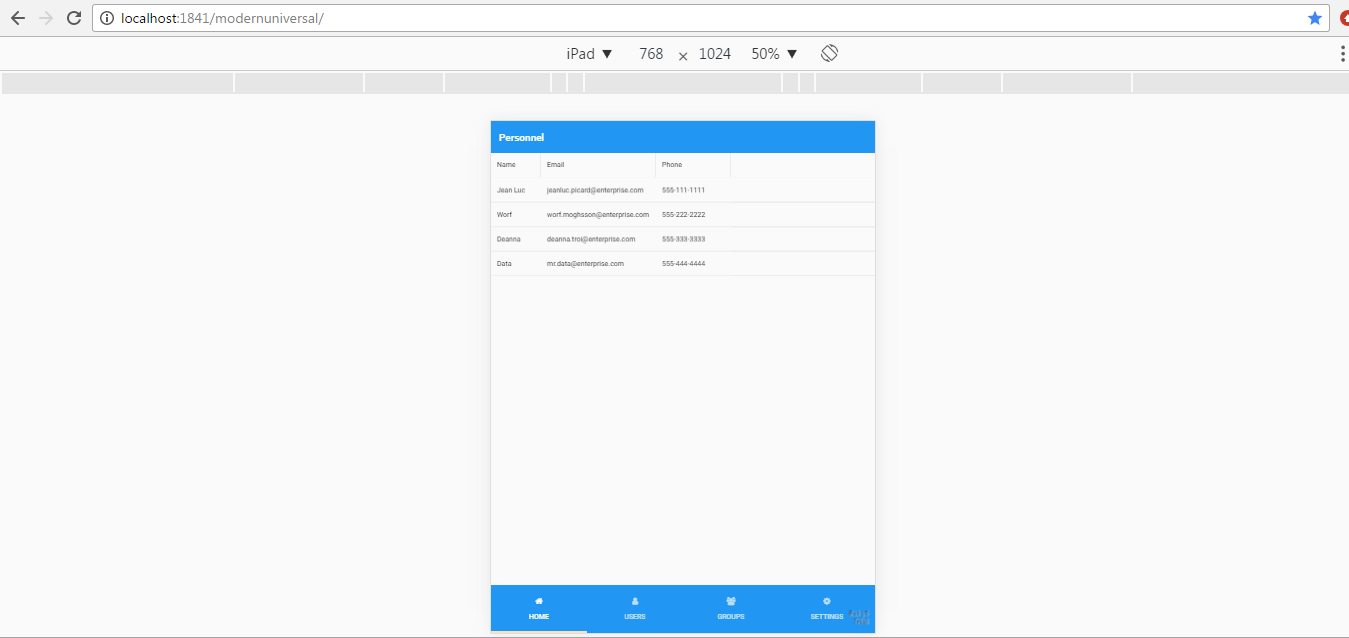 localhost:1841/modernuniversal/
iPad ▼ 768 × 1024 50% ▼
Personnel
Name Email Phone
Jean Luc jeanluc.picard@enterprise.com 555-111-1111
Worf worf.moghsson@enterprise.com 555-222-2222
Deanna deanna.troi@enterprise.com 555-333-3333
Data mr.data@enterprise.com 555-444-4444
HOME USERS GROUPS SETTINGS